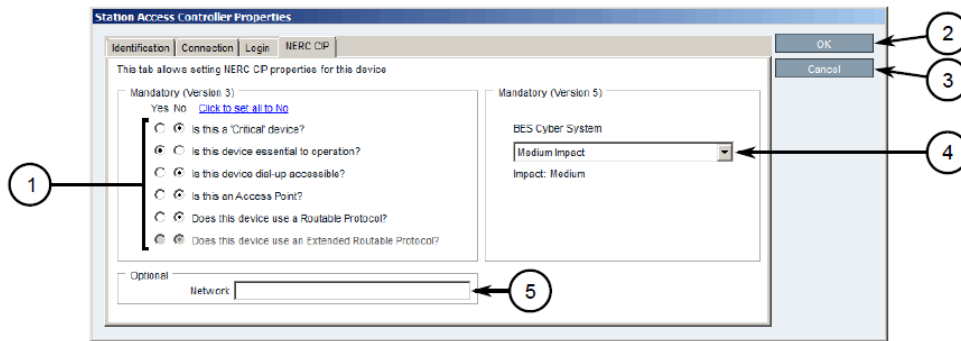 Station Access Controller Properties
Identification Connection Login NERC CIP
This tab allows setting NERC CIP properties for this device
Mandatory (Version 3)
Yes No Click to set all to No
Is this a 'Critical' device?
Is this device essential to operation?
Is this device dial-up accessible?
Is this an Access Point?
Does this device use a Routable Protocol?
Does this device use an Extended Routable Protocol?
Optional
Network
Mandatory (Version 5)
BES Cyber System
Medium Impact
Impact: Medium
OK
Cancel
1
2
3
4
5